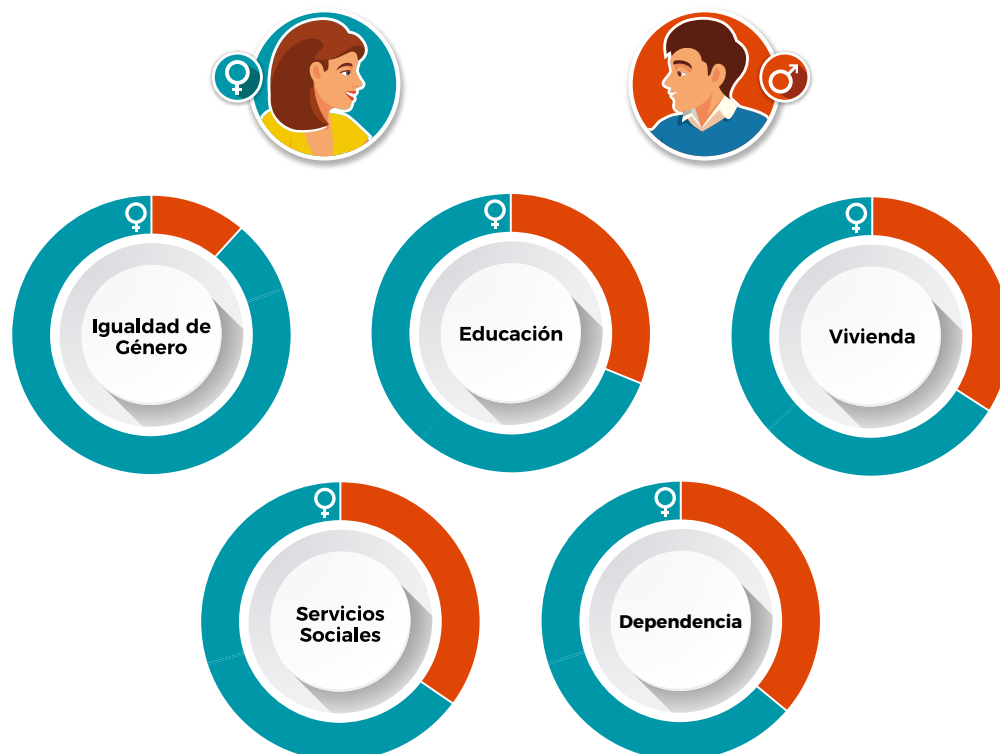 Igualdad de
Género
Educación
Vivienda
Servicios
Sociales
Dependencia